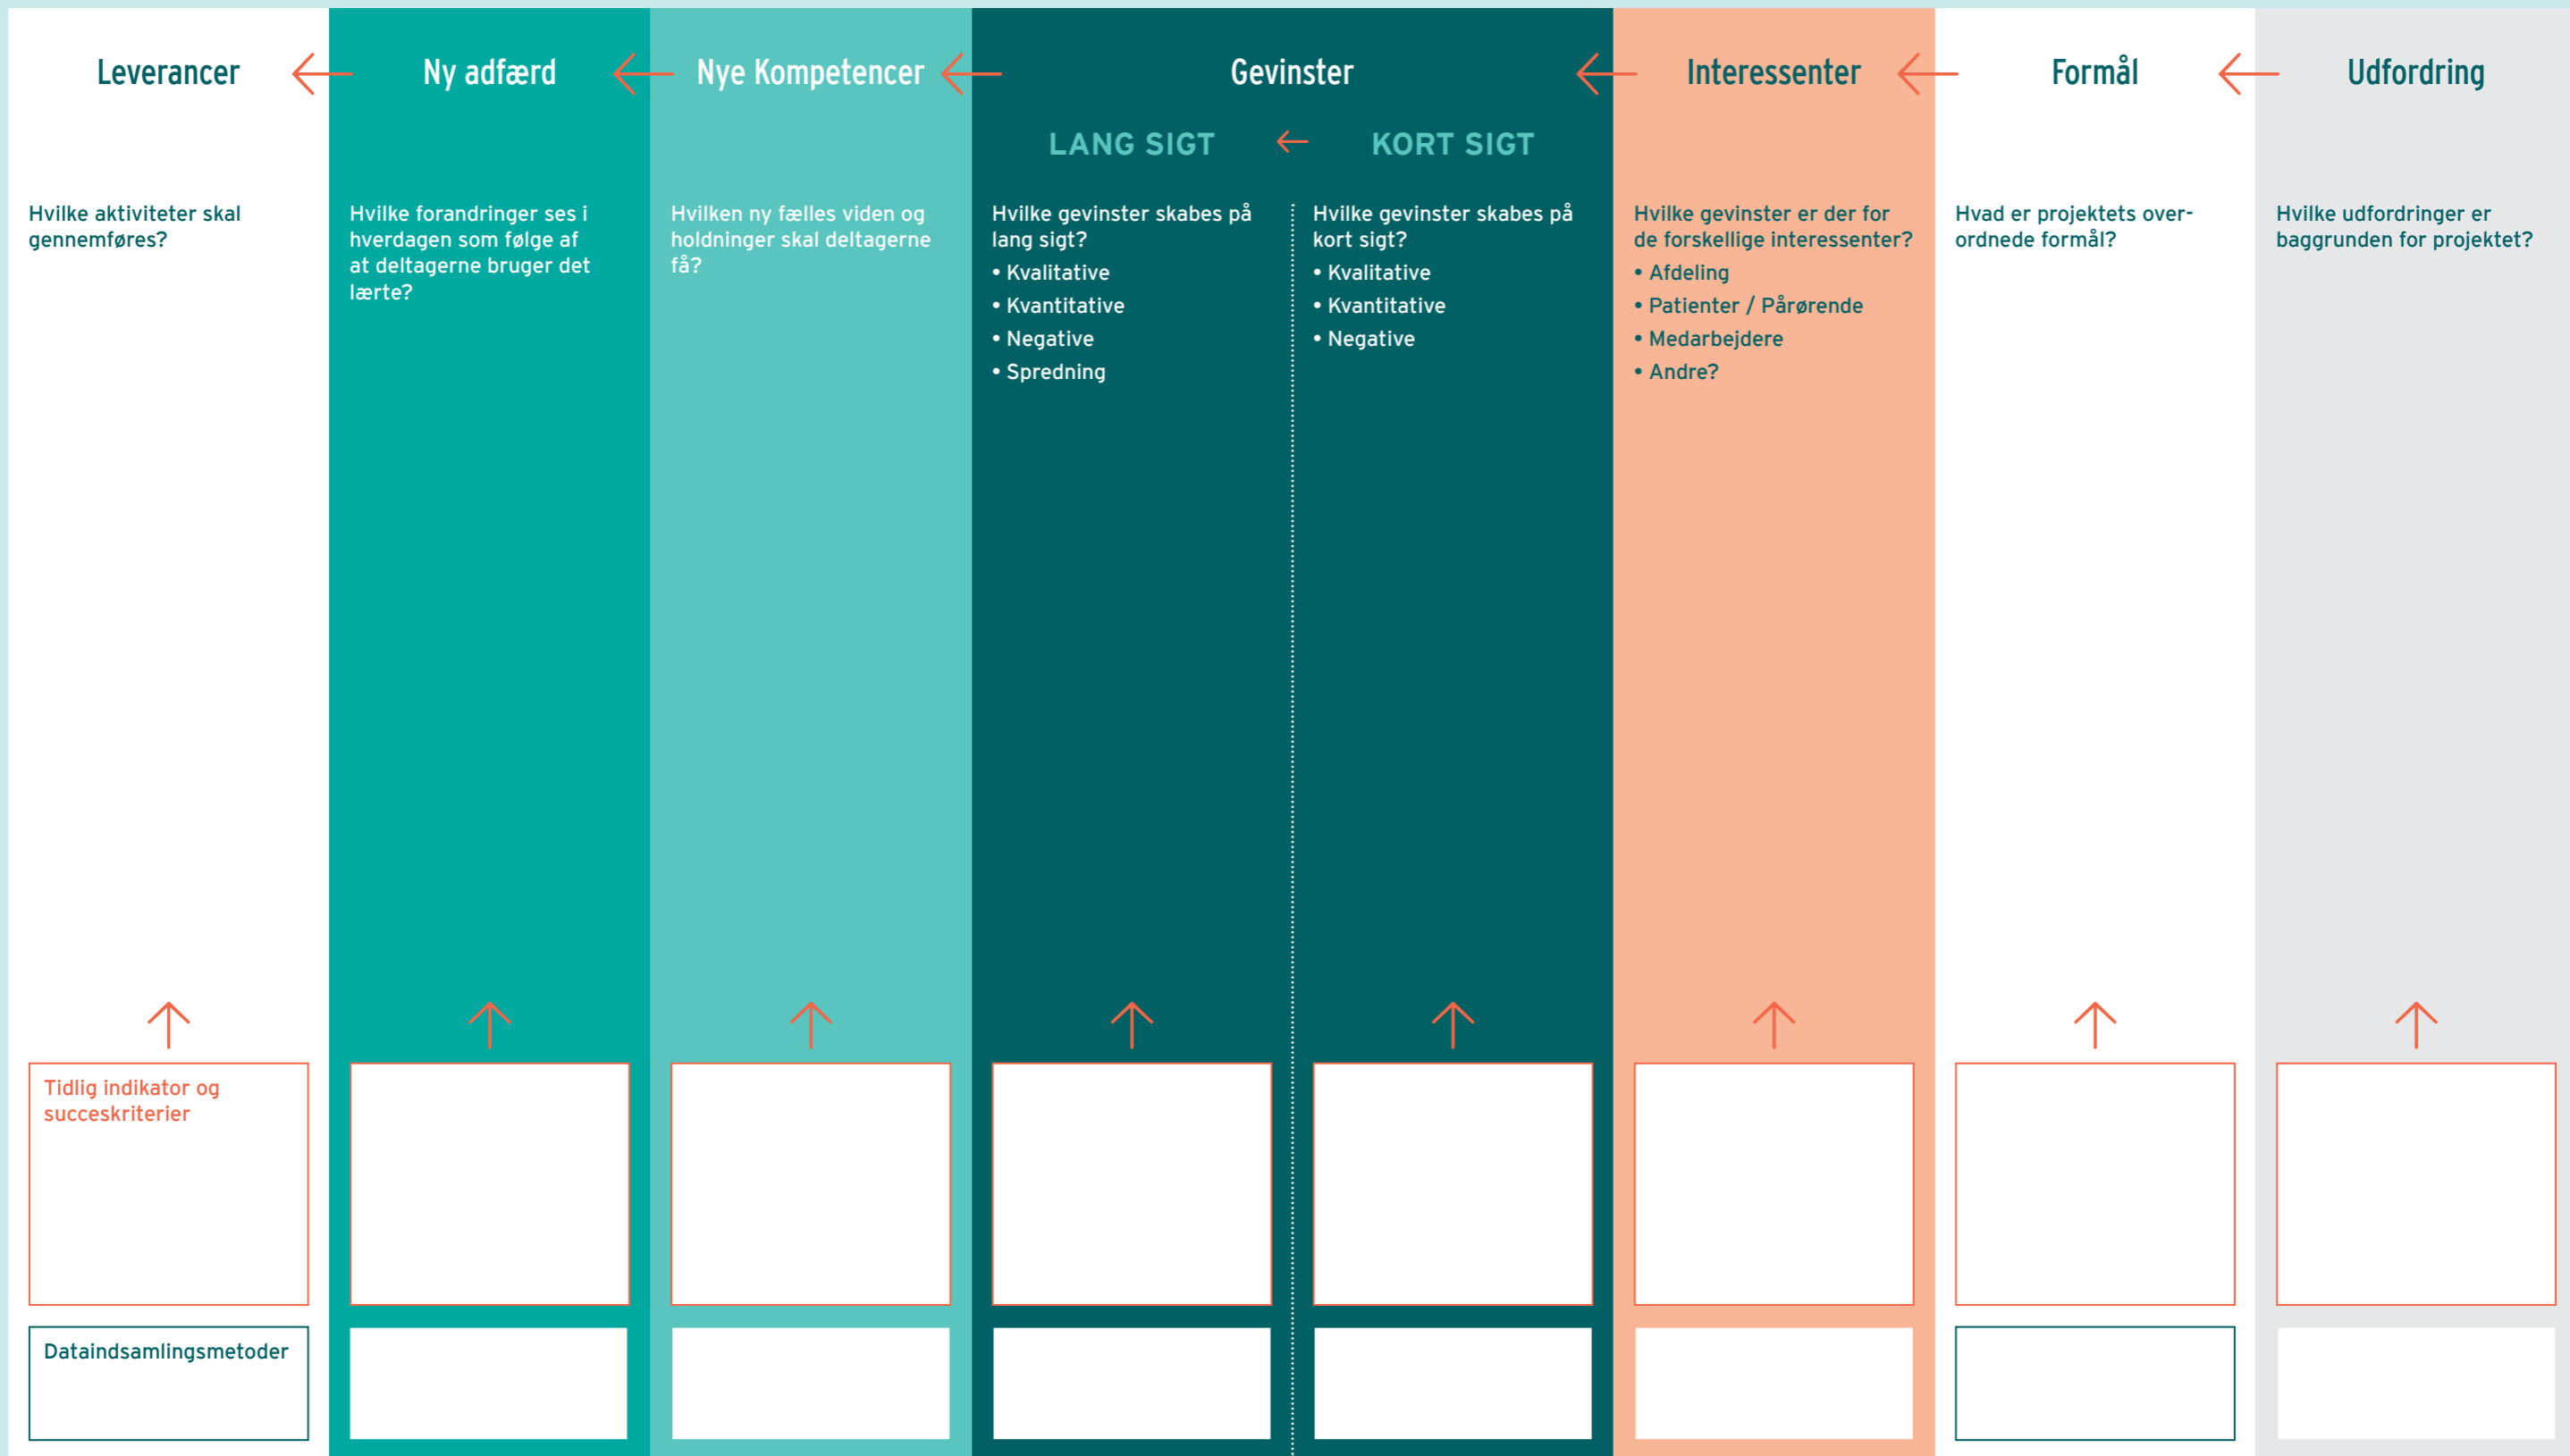 Leverancer
Ny adfærd
Nye Kompetencer
Gevinster
Interessenter
Formål
Udfordring
LANG SIGT
KORT SIGT
Hvilke aktiviteter skal
gennemføres?
Hvilke forandringer ses i
hverdagen som følge af
at deltagerne bruger det
lærte?
Hvilken ny fælles viden og
holdninger skal deltagerne
få?
Hvilke gevinster skabes på
lang sigt?
• Kvalitative
• Kvantitative
• Negative
• Spredning
Hvilke gevinster skabes på
kort sigt?
• Kvalitative
• Kvantitative
• Negative
Hvilke gevinster er der for
de forskellige interessenter?
• Afdeling
• Patienter / Pårørende
• Medarbejdere
• Andre?
Hvad er projektets over-
ordnede formål?
Hvilke udfordringer er
baggrunden for projektet?
Tidlig indikator og
succeskriterier
Dataindsamlingsmetoder